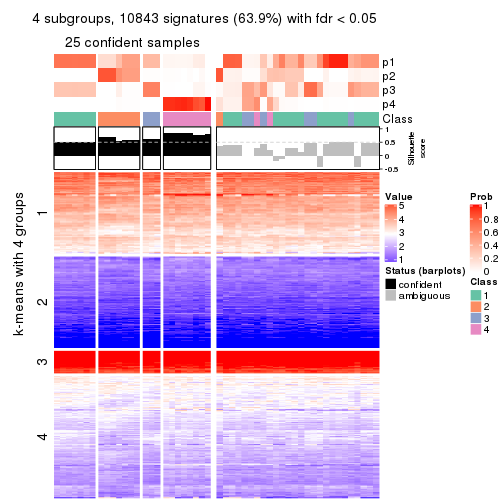 4 subgroups, 10843 signatures (63.9%) with fdr < 0.05
25 confident samples
p1
p2
p3
p4
Class
1
0.5
0
-0.5
Silhouette
score
k-means with 4 groups
1
2
3
4
Value
5
4
3
2
1
Status (barplots)
confident
ambiguous
Prob
1
0.8
0.6
0.4
0.2
0
Class
1
2
3
4